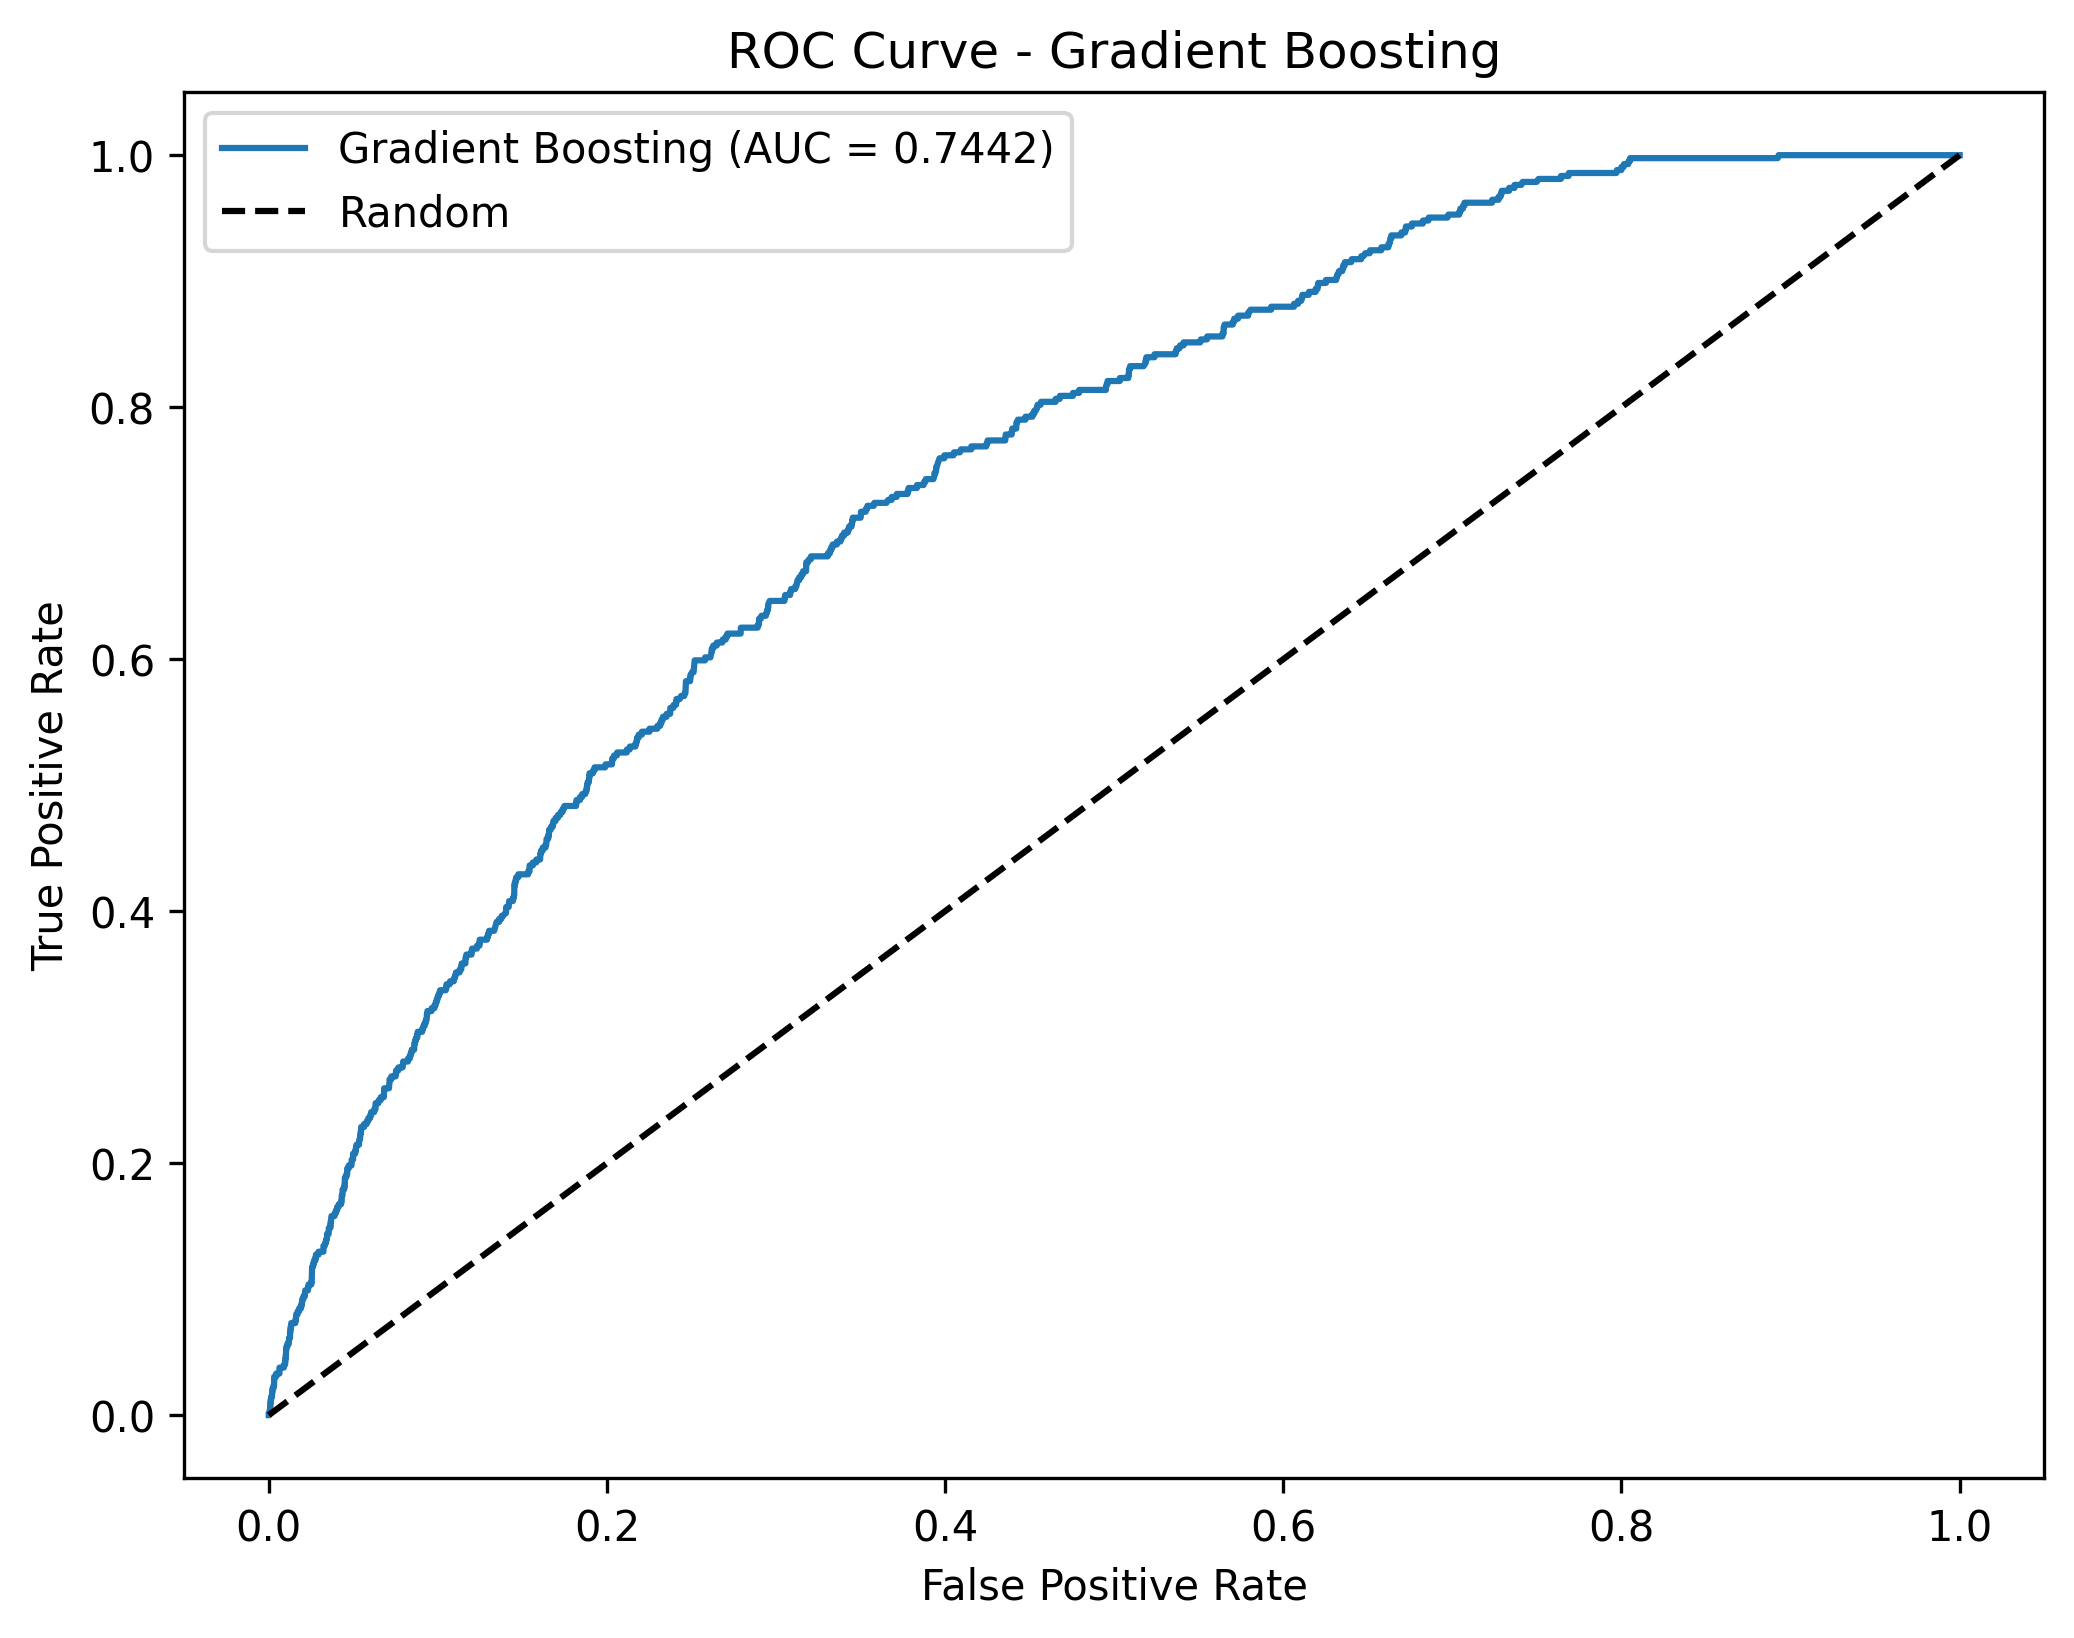 ROC Curve - Gradient Boosting
Gradient Boosting (AUC = 0.7442)
Random
True Positive Rate
1.0
0.8
0.6
0.4
0.2
0.0
0.0 0.2 0.4 0.6 0.8 1.0
False Positive Rate